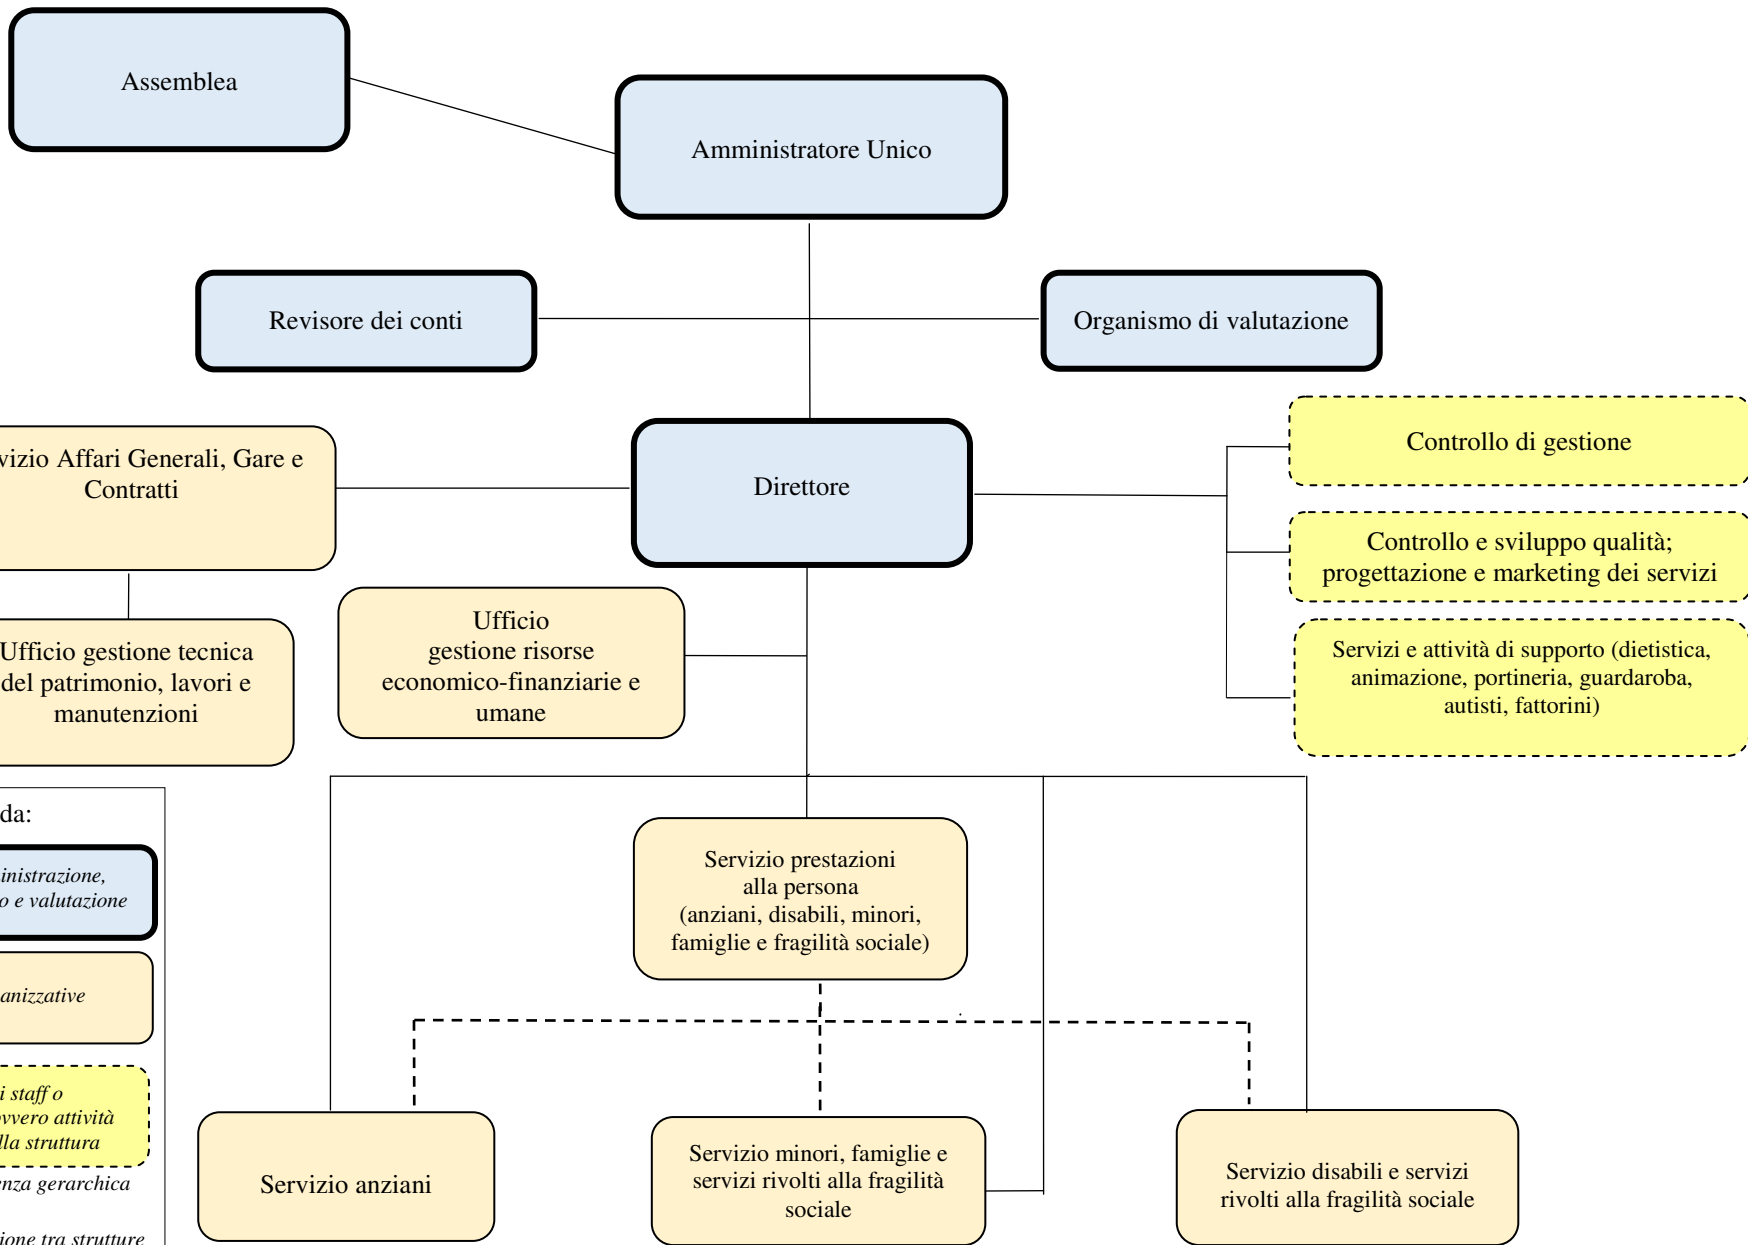 Assemblea
Amministratore Unico
Revisore dei conti
Organismo di valutazione
vizio Affari Generali, Gare e
Contratti
Direttore
Controllo di gestione
Controllo e sviluppo qualità;
progettazione e marketing dei servizi
Servizi e attività di supporto (dietistica,
animazione, portineria, guardaroba,
autisti, fattorini)
Ufficio
gestione risorse
economico-finanziarie e
umane
Ufficio gestione tecnica
del patrimonio, lavori e
manutenzioni
Servizio prestazioni
alla persona
(anziani, disabili, minori,
famiglie e fragilità sociale)
Servizio anziani
Servizio minori, famiglie e
servizi rivolti alla fragilità
sociale
Servizio disabili e servizi
rivolti alla fragilità sociale
da:
inistrazione,
o e valutazione
anizzative
i staff o
ovvero attività
lla struttura
enza gerarchica
ione tra strutture